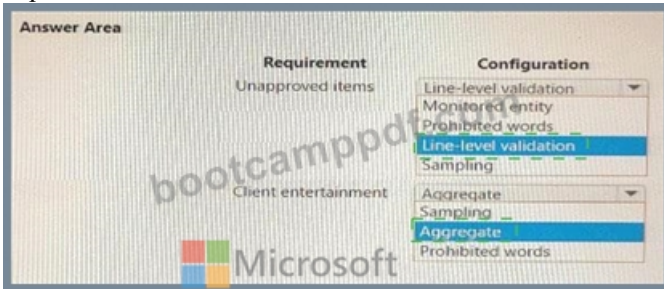 Answer Area
Requirement Configuration
Unapproved items Line-level validation
Monitored entity
Prohibited words
Line-level validation
Sampling
Client entertainment Aggregate
Sampling
Aggregate
Prohibited words
bootcamppdf.com
Microsoft